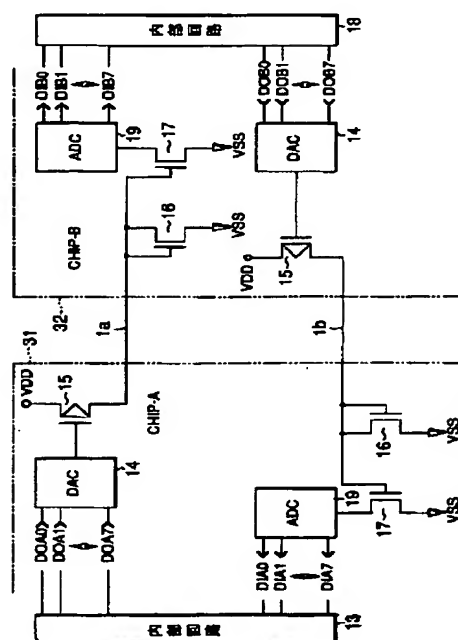 31
32
VDD
15
DOA0
DOA1
DOA7
DAC
14
CHIP-A
1a
CHIP-B
16
VSS
17
VSS
ADC
19
DIB0
DIB1
DIB7
内部回路
18
内部回路
13
DIA0
DIA1
DIA7
ADC
19
17
VSS
16
VSS
1b
VDD
15
DAC
14
DOB0
DOB1
DOB7